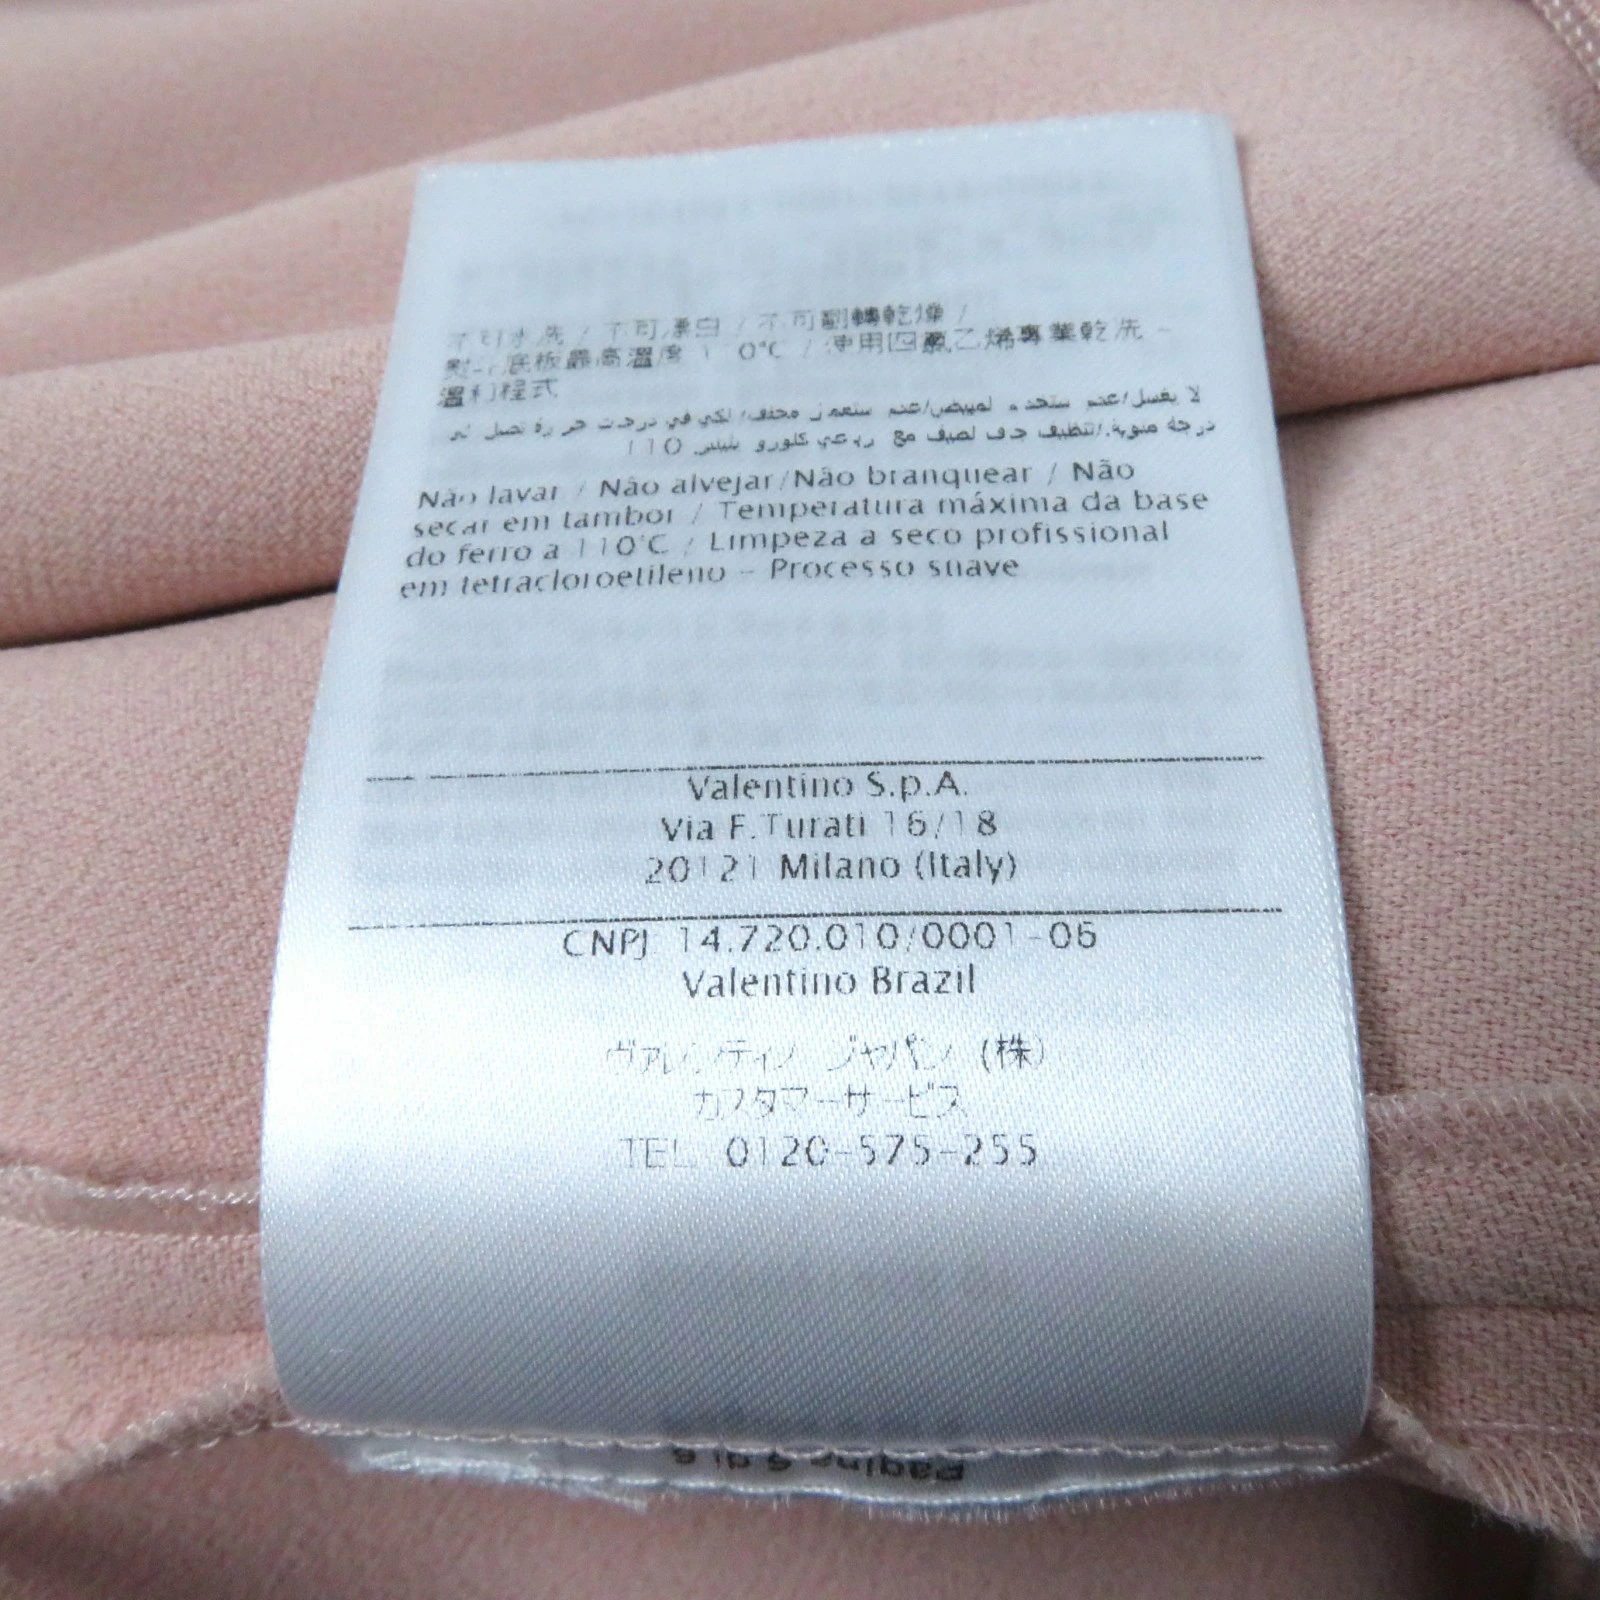 不可水洗 / 不可漂白 / 不可翻轉乾燥 /
底板最高溫度 110°C / 使用四氯乙烯專業乾洗 -
溫和程式
Não lavar / Não alvejar/Não branquear / Não
secar em tambor / Temperatura máxima da base
do ferro a 110°C / Limpeza a seco profissional
em tetracloroetileno – Processo suave
Valentino S.p.A.
Via F.Turati 16/18
20121 Milano (Italy)
CNPJ 14.720.010/0001-06
Valentino Brazil
ヴァレンティノ ジャパン (株)
カスタマーサービス
TEL 0120-575-255
Pagine 6 di 6